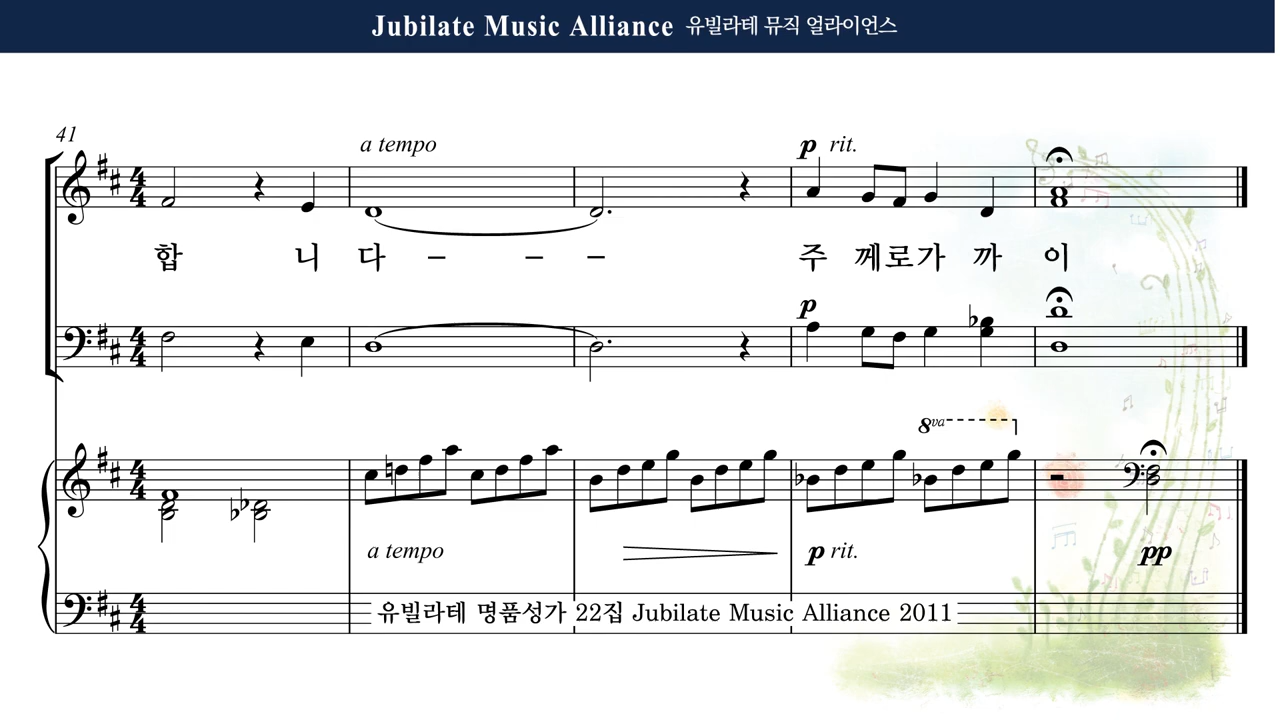 Jubilate Music Alliance 유빌라테 뮤직 얼라이언스
41
a tempo
p rit.
합 니 다 - - - 주 께로가 까 이
p
8va
a tempo
p rit.
pp
유빌라테 명품성가 22집 Jubilate Music Alliance 2011